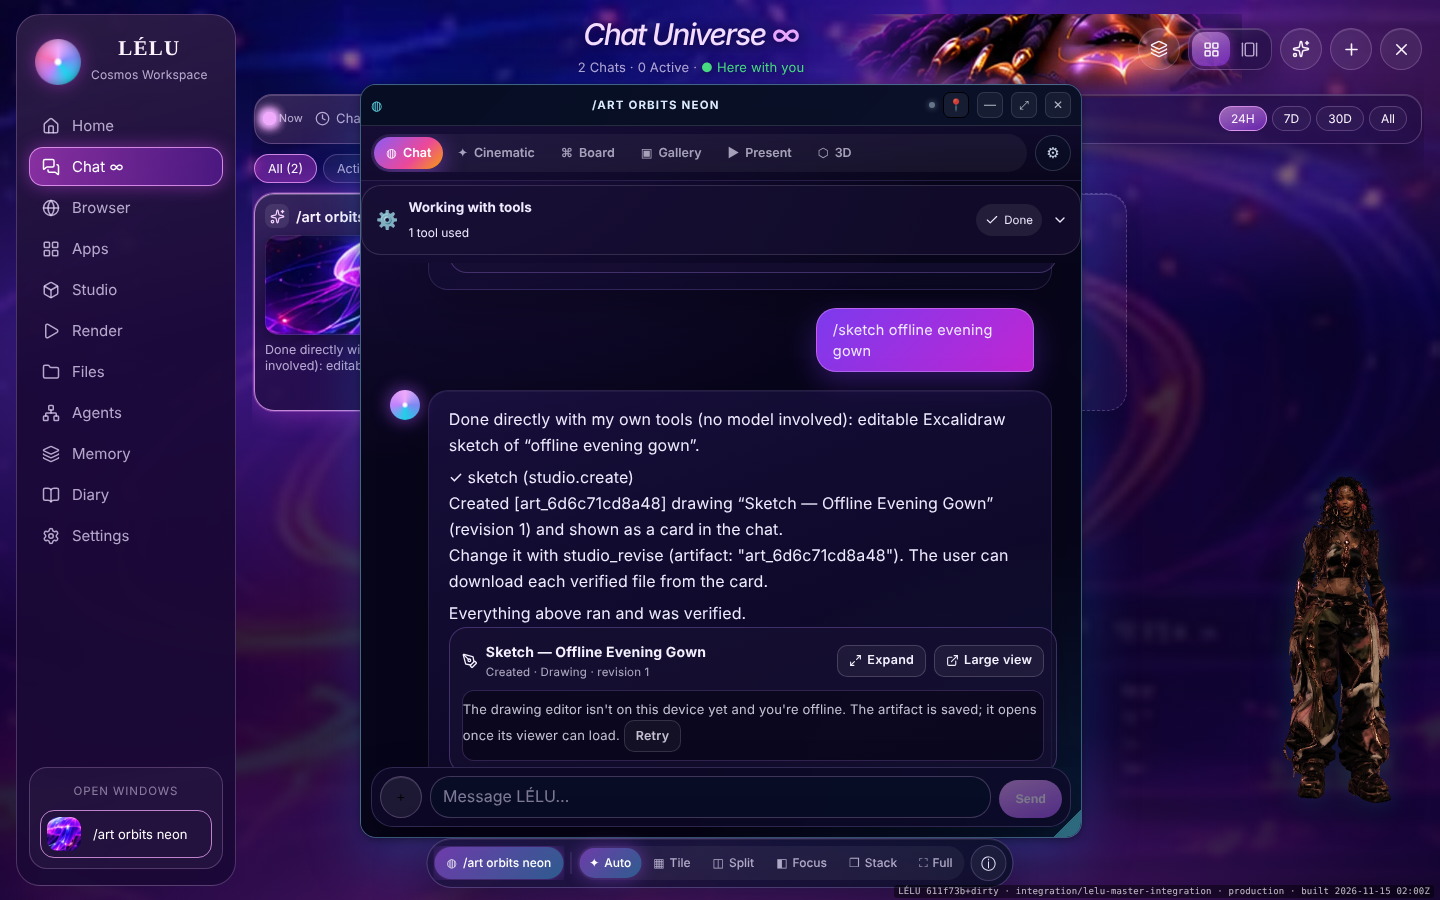 LÉLU
Cosmos Workspace
Home
Chat ∞
Browser
Apps
Studio
Render
Files
Agents
Memory
Diary
Settings
OPEN WINDOWS
/art orbits neon
Chat Universe ∞
2 Chats · 0 Active · Here with you
Now
Cha
24H
7D
30D
All
All (2)
Acti
/art orbits
Done directly wi
involved): editab
/ART ORBITS NEON
Chat
Cinematic
Board
Gallery
Present
3D
Working with tools
1 tool used
Done
/sketch offline evening
gown
Done directly with my own tools (no model involved): editable Excalidraw
sketch of “offline evening gown”.
✓ sketch (studio.create)
Created [art_6d6c71cd8a48] drawing “Sketch — Offline Evening Gown”
(revision 1) and shown as a card in the chat.
Change it with studio_revise (artifact: "art_6d6c71cd8a48"). The user can
download each verified file from the card.
Everything above ran and was verified.
Sketch — Offline Evening Gown
Created · Drawing · revision 1
Expand
Large view
The drawing editor isn't on this device yet and you're offline. The artifact is saved; it opens
once its viewer can load. Retry
Message LÉLU...
Send
/art orbits neon
Auto
Tile
Split
Focus
Stack
Full
LÉLU 611f73b+dirty · integration/lelu-master-integration · production · built 2026-11-15 02:00Z